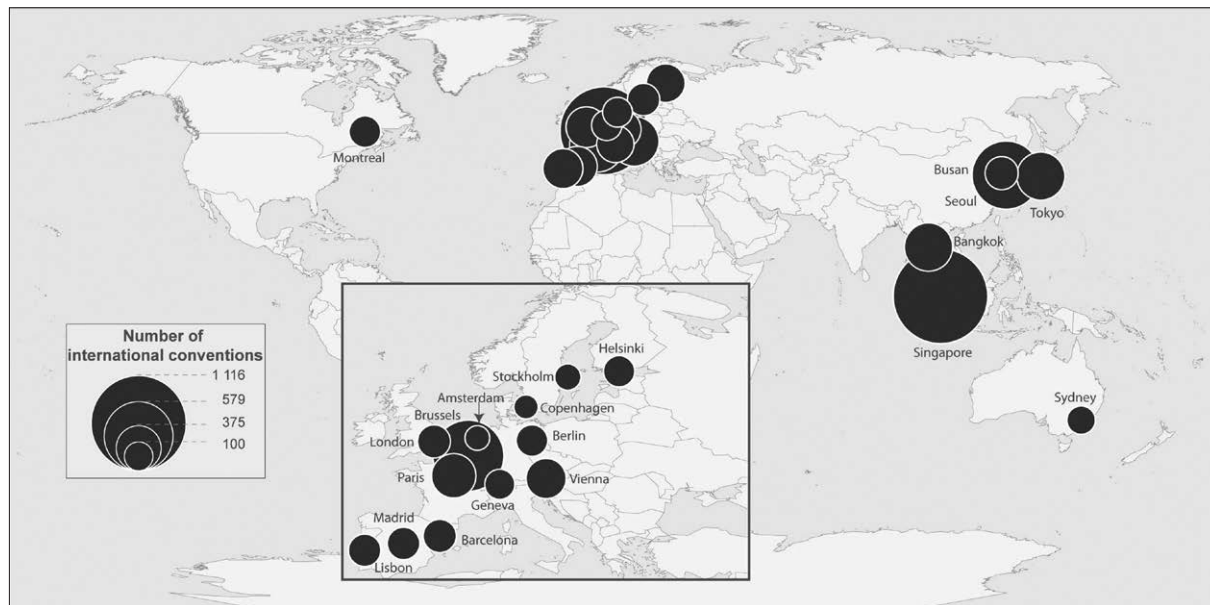 Montreal
Busan
Seoul
Tokyo
Bangkok
Singapore
Sydney
Number of
international conventions
1 116
579
375
100
Helsinki
Stockholm
Amsterdam
Copenhagen
Brussels
London
Berlin
Paris
Vienna
Geneva
Madrid
Barcelona
Lisbon